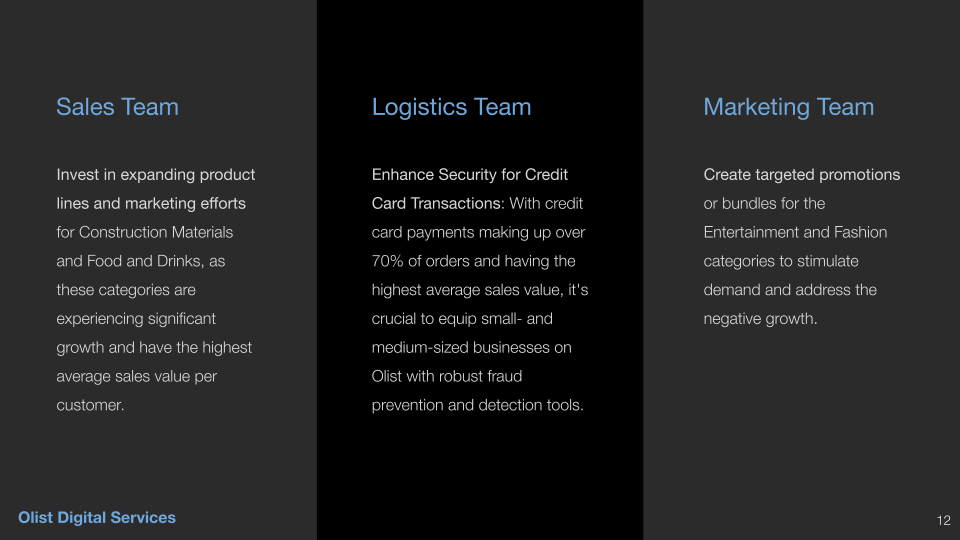 Sales Team
Invest in expanding product
lines and marketing efforts
for Construction Materials
and Food and Drinks, as
these categories are
experiencing significant
growth and have the highest
average sales value per
customer.
Logistics Team
Enhance Security for Credit
Card Transactions: With credit
card payments making up over
70% of orders and having the
highest average sales value, it's
crucial to equip small- and
medium-sized businesses on
Olist with robust fraud
prevention and detection tools.
Marketing Team
Create targeted promotions
or bundles for the
Entertainment and Fashion
categories to stimulate
demand and address the
negative growth.
Olist Digital Services
12